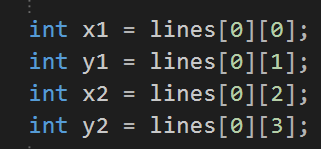 int x1 = lines[0][0];
int y1 = lines[0][1];
int x2 = lines[0][2];
int y2 = lines[0][3];